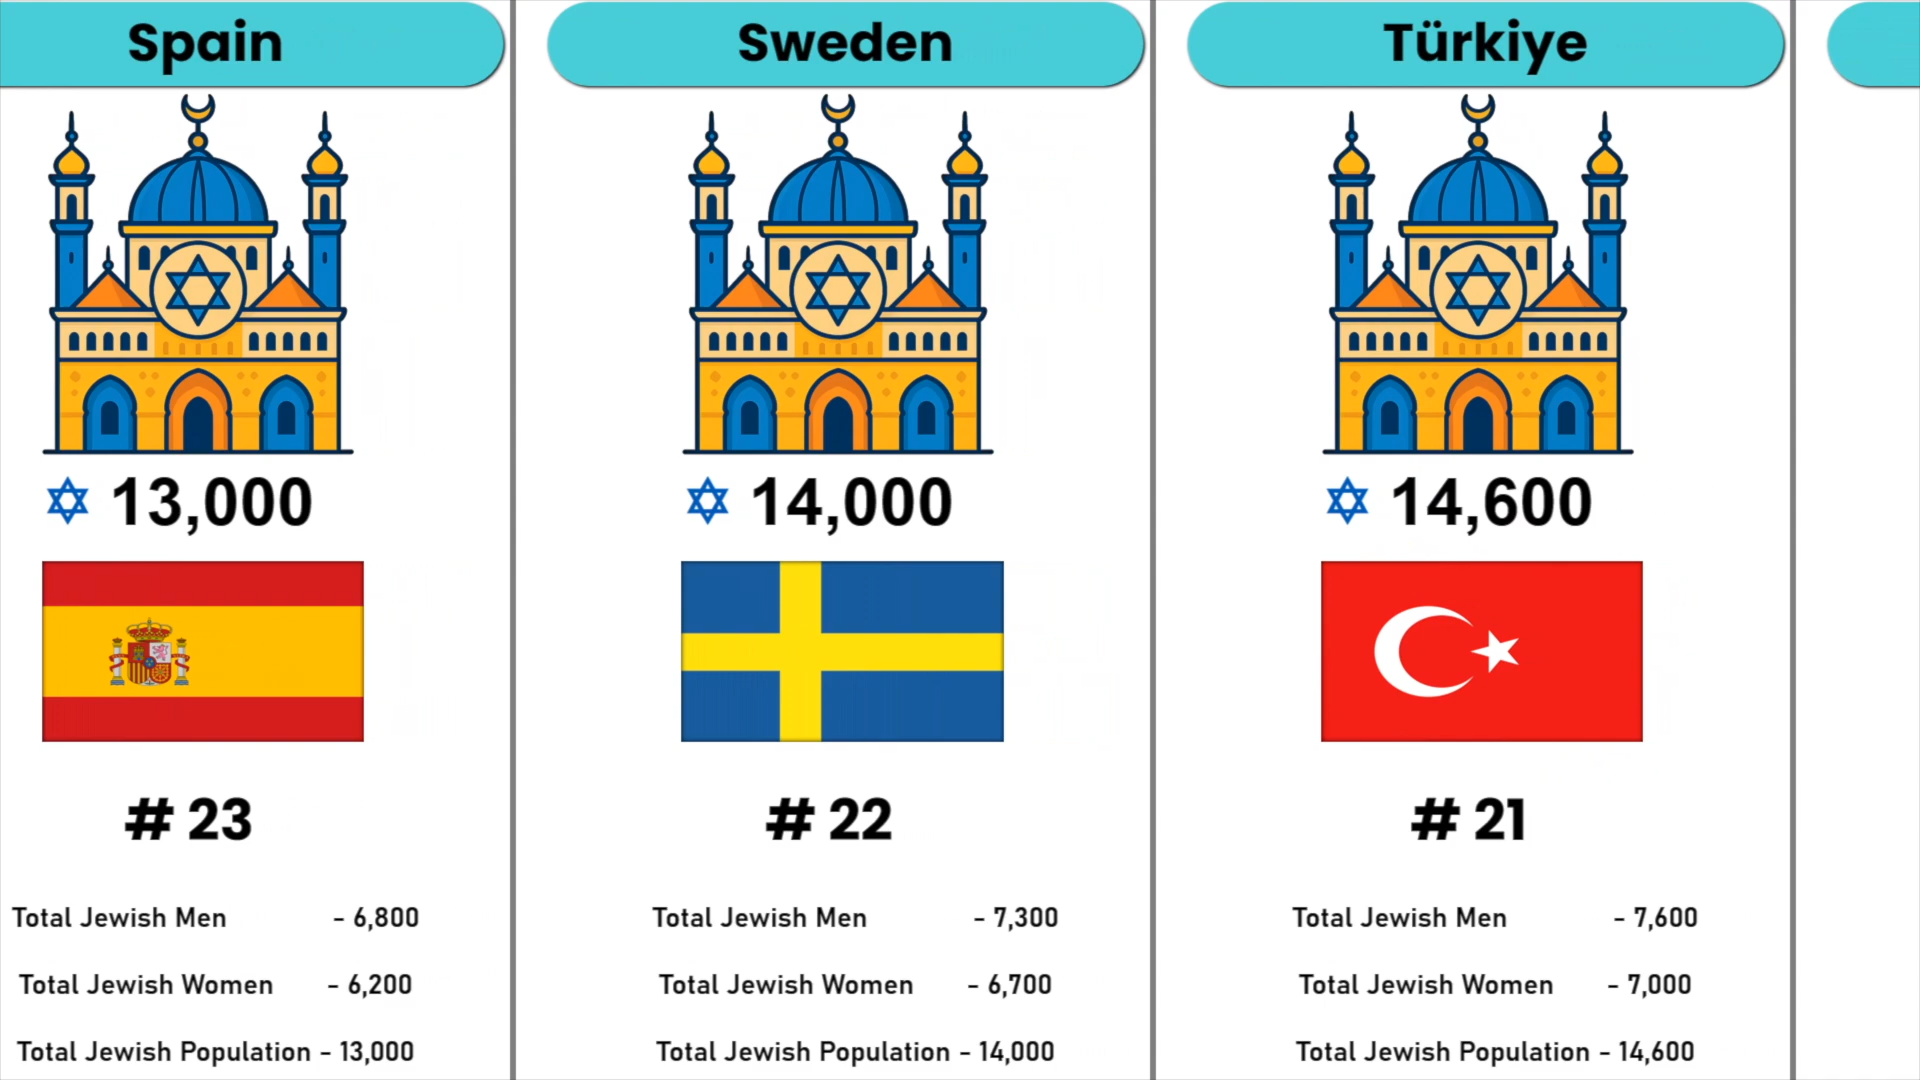 Spain
13,000
# 23
Total Jewish Men - 6,800
Total Jewish Women - 6,200
Total Jewish Population - 13,000
Sweden
14,000
# 22
Total Jewish Men - 7,300
Total Jewish Women - 6,700
Total Jewish Population - 14,000
Türkiye
14,600
# 21
Total Jewish Men - 7,600
Total Jewish Women - 7,000
Total Jewish Population - 14,600